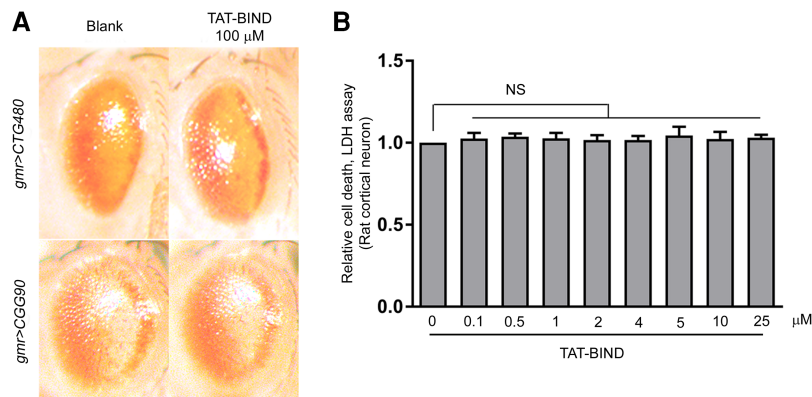 A
Blank
TAT-BIND
100 μM
gmr>CTG480
gmr>CGG90
B
Relative cell death, LDH assay
(Rat cortical neuron)
1.5
1.0
0.5
0.0
NS
0 0.1 0.5 1 2 4 5 10 25 μM
TAT-BIND